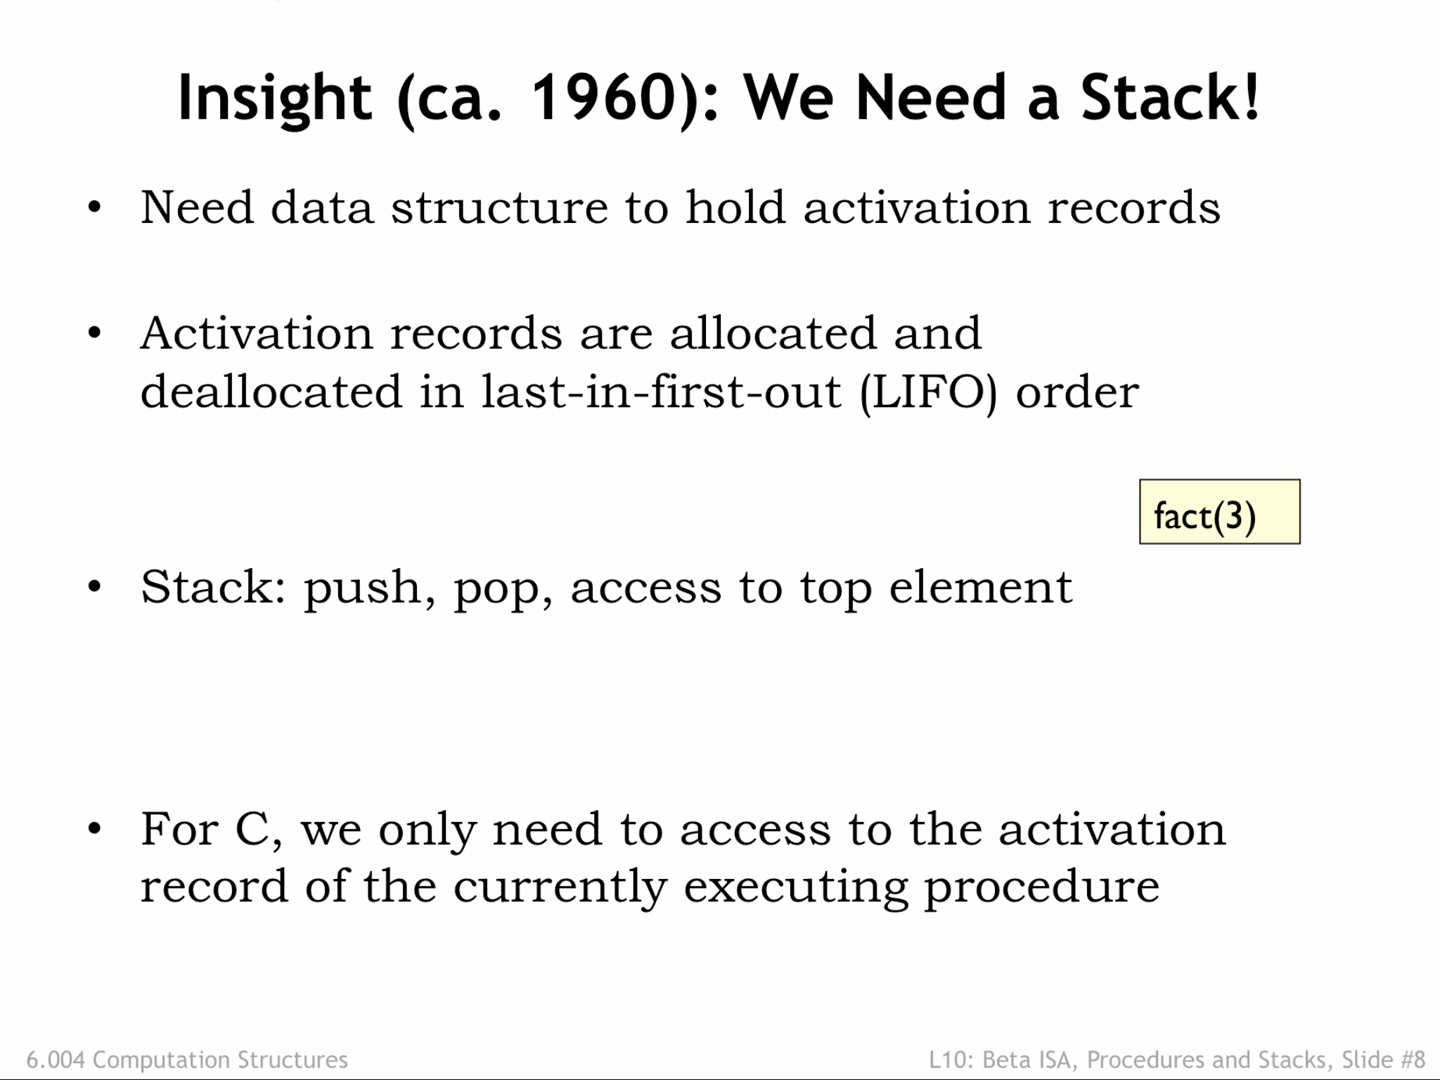 Insight (ca. 1960): We Need a Stack!
• Need data structure to hold activation records
• Activation records are allocated and
deallocated in last-in-first-out (LIFO) order
fact(3)
• Stack: push, pop, access to top element
• For C, we only need to access to the activation
record of the currently executing procedure
6.004 Computation Structures
L10: Beta ISA, Procedures and Stacks, Slide #8